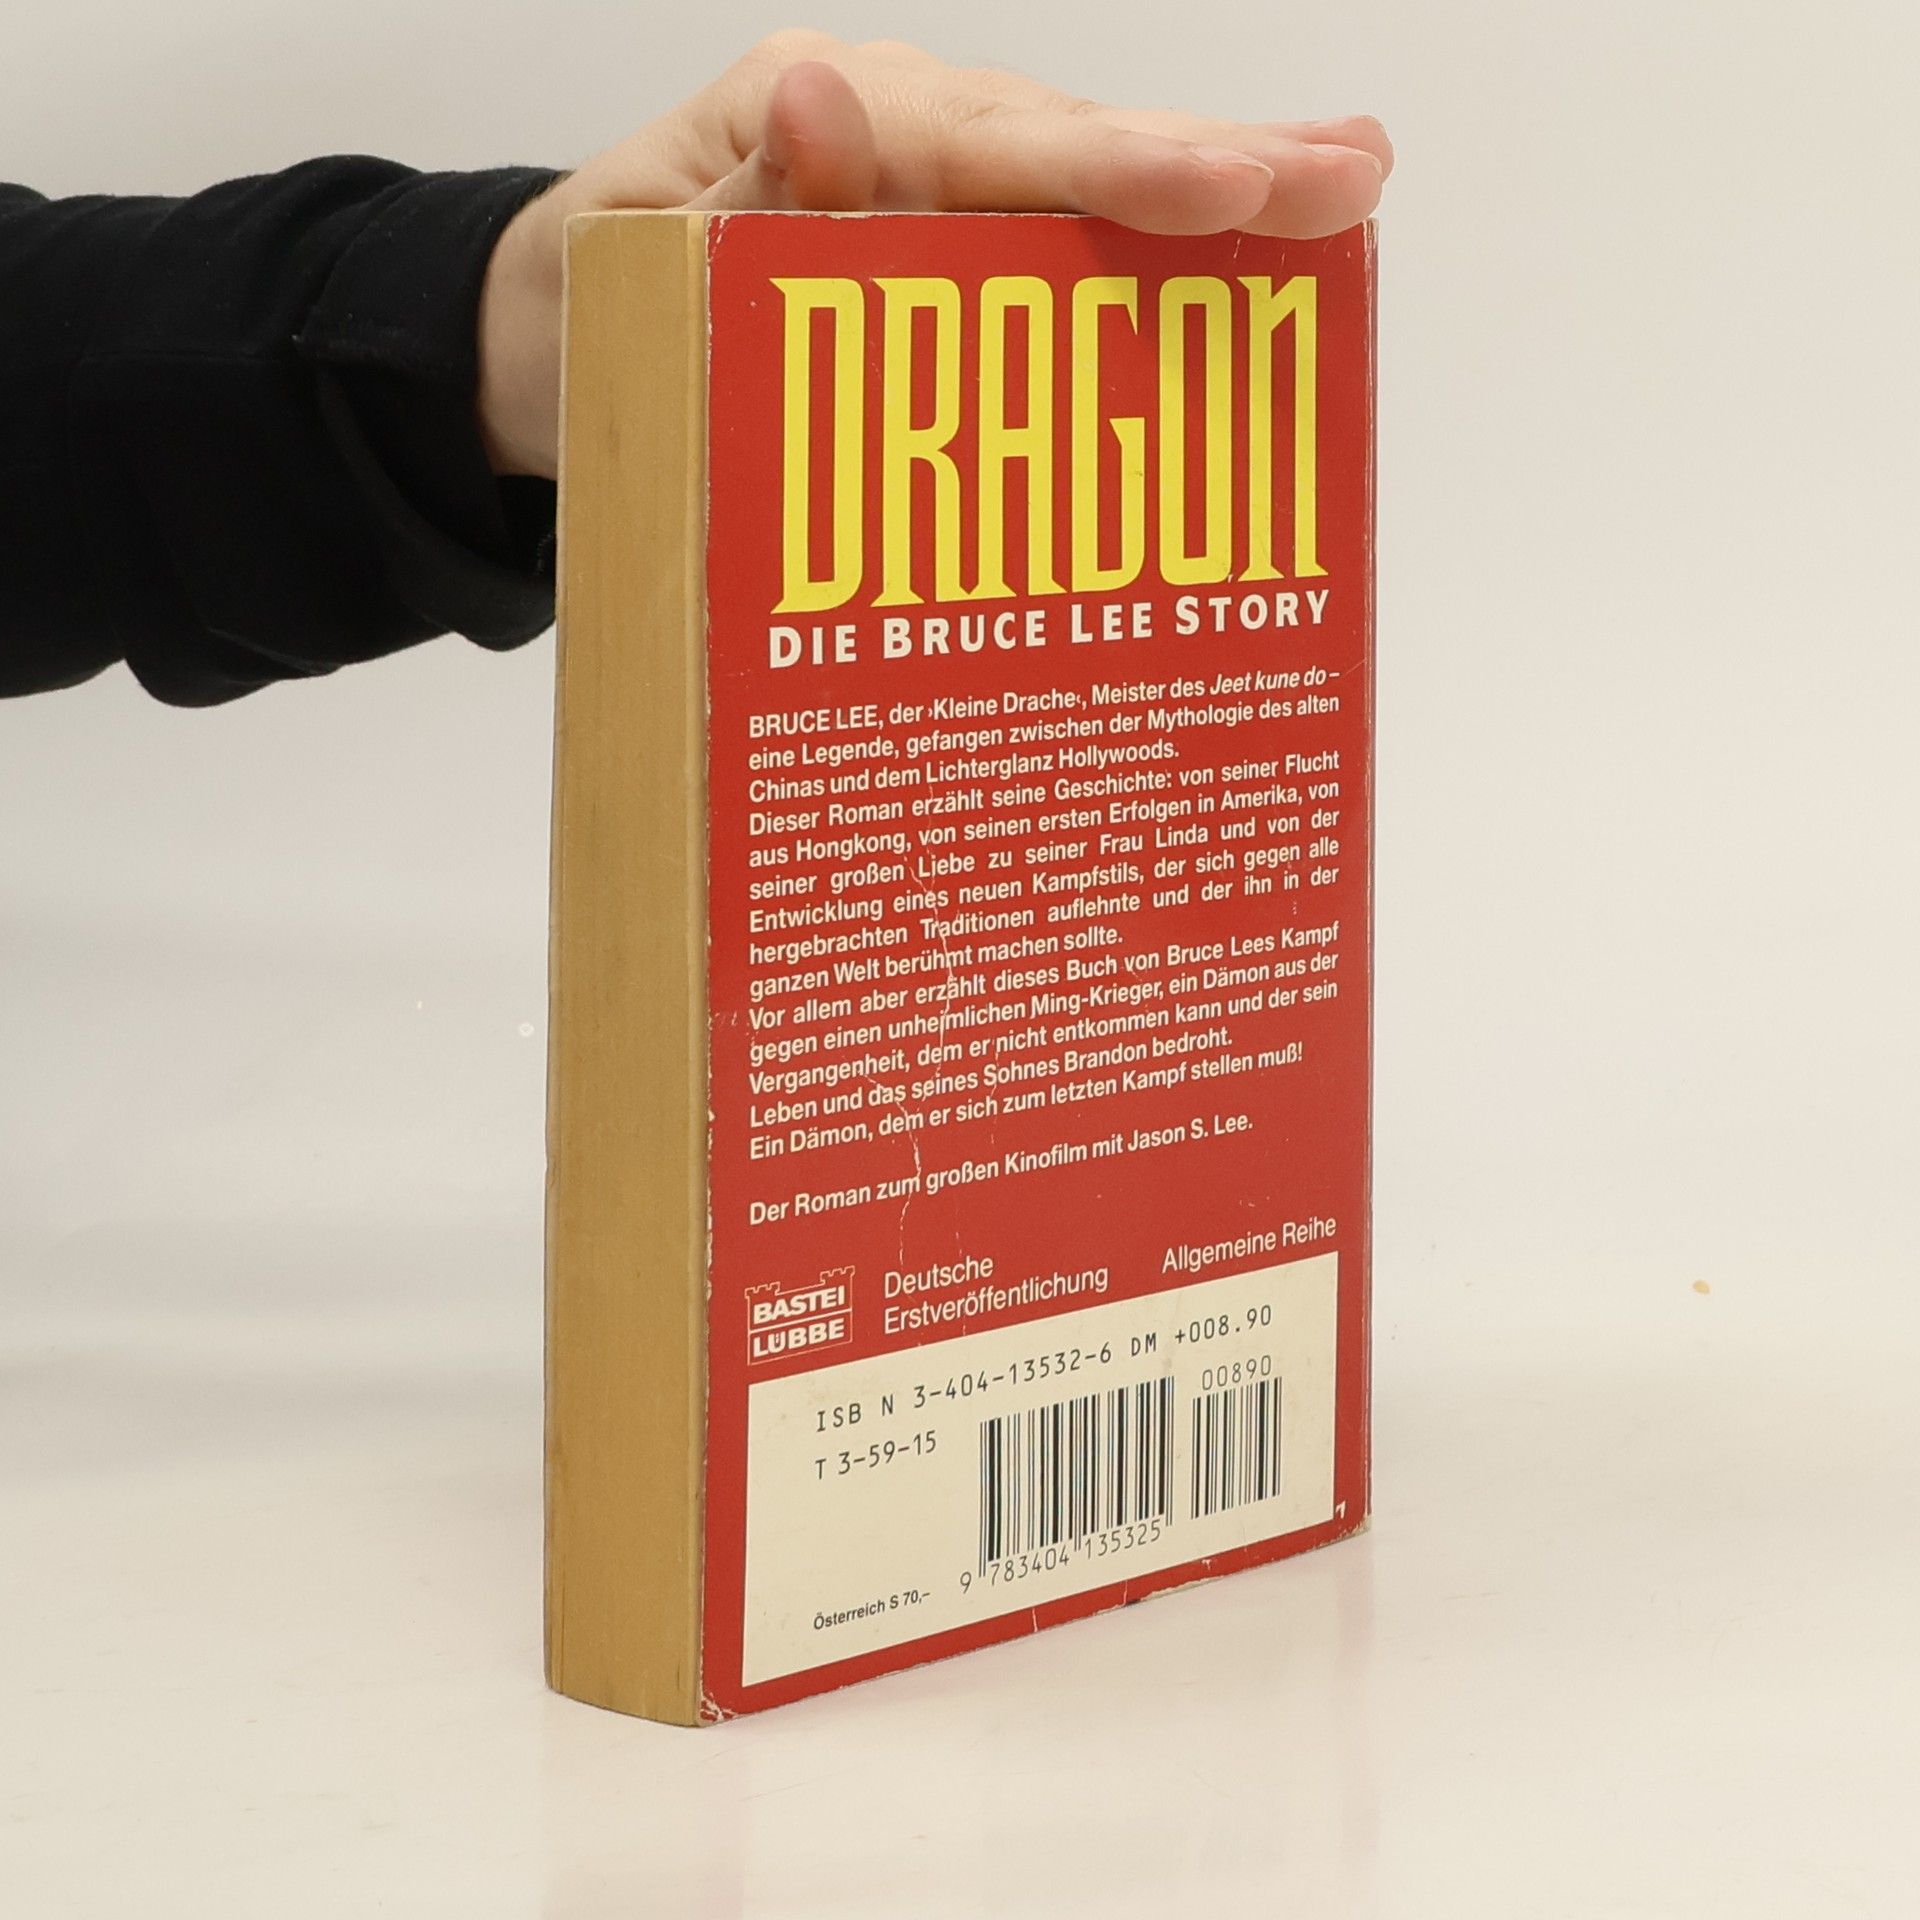 DRAGON
DIE BRUCE LEE STORY
BRUCE LEE, der ›Kleine Drache‹, Meister des Jeet kune do –
eine Legende, gefangen zwischen der Mythologie des alten
Chinas und dem Lichterglanz Hollywoods.
Dieser Roman erzählt seine Geschichte: von seiner Flucht
aus Hongkong, von seinen ersten Erfolgen in Amerika, von
seiner großen Liebe zu seiner Frau Linda und von der
Entwicklung eines neuen Kampfstils, der sich gegen alle
hergebrachten Traditionen auflehnte und der ihn in der
ganzen Welt berühmt machen sollte.
Vor allem aber erzählt dieses Buch von Bruce Lees Kampf
gegen einen unheimlichen Ming-Krieger, ein Dämon aus der
Vergangenheit, dem er nicht entkommen kann und der sein
Leben und das seines Sohnes Brandon bedroht.
Ein Dämon, dem er sich zum letzten Kampf stellen muß!
Der Roman zum großen Kinofilm mit Jason S. Lee.
BASTEI
LÜBBE
Deutsche
Erstveröffentlichung
Allgemeine Reihe
ISB N 3-404-13532-6 DM +008.90
T 3-59-15
00890
9 783404 135325
Österreich S 70,–